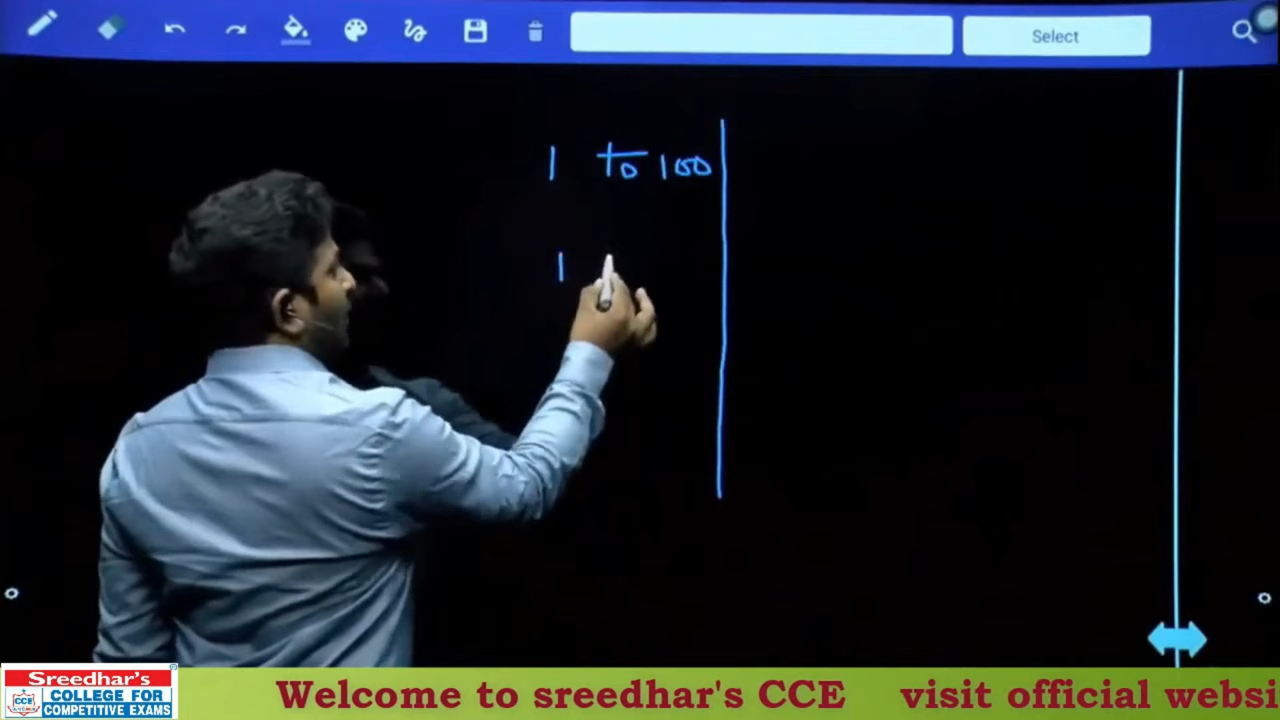 Select
1 to 100
1
Sreedhar's
CCE
COLLEGE FOR
COMPETITIVE EXAMS
Welcome to sreedhar's CCE visit official websi